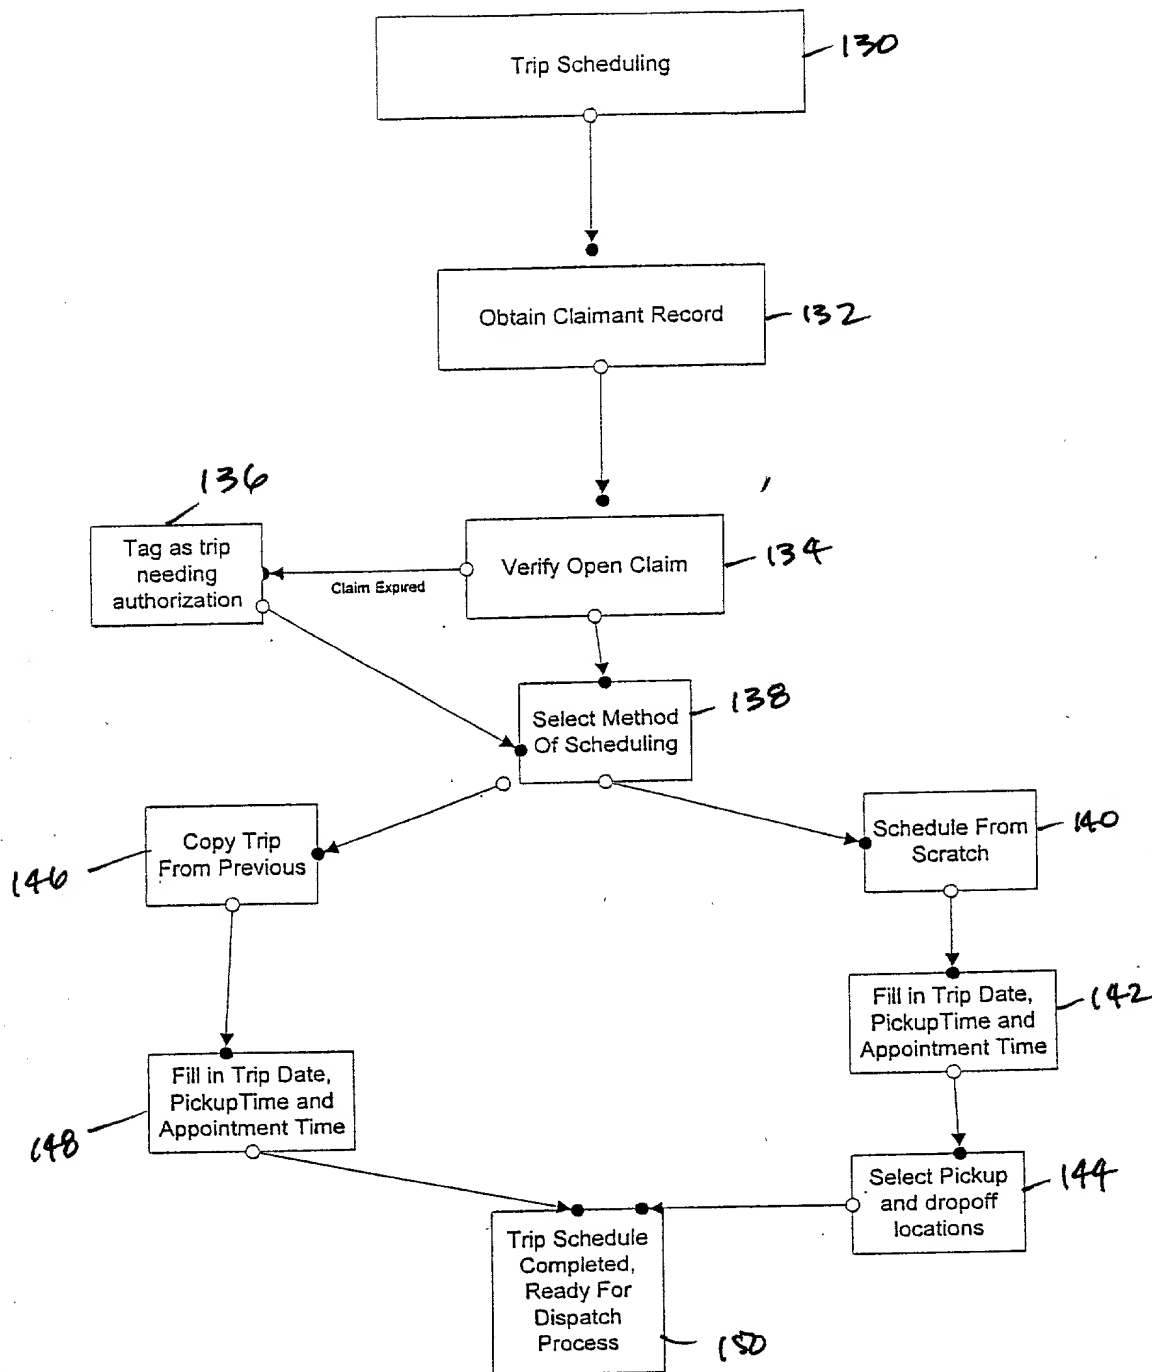 Trip Scheduling
130
Obtain Claimant Record
132
136
Tag as trip
needing
authorization
Claim Expired
Verify Open Claim
134
Select Method
Of Scheduling
138
Copy Trip
From Previous
146
Schedule From
Scratch
140
Fill in Trip Date,
PickupTime and
Appointment Time
142
Fill in Trip Date,
PickupTime and
Appointment Time
148
Select Pickup
and dropoff
locations
144
Trip Schedule
Completed,
Ready For
Dispatch
Process
150